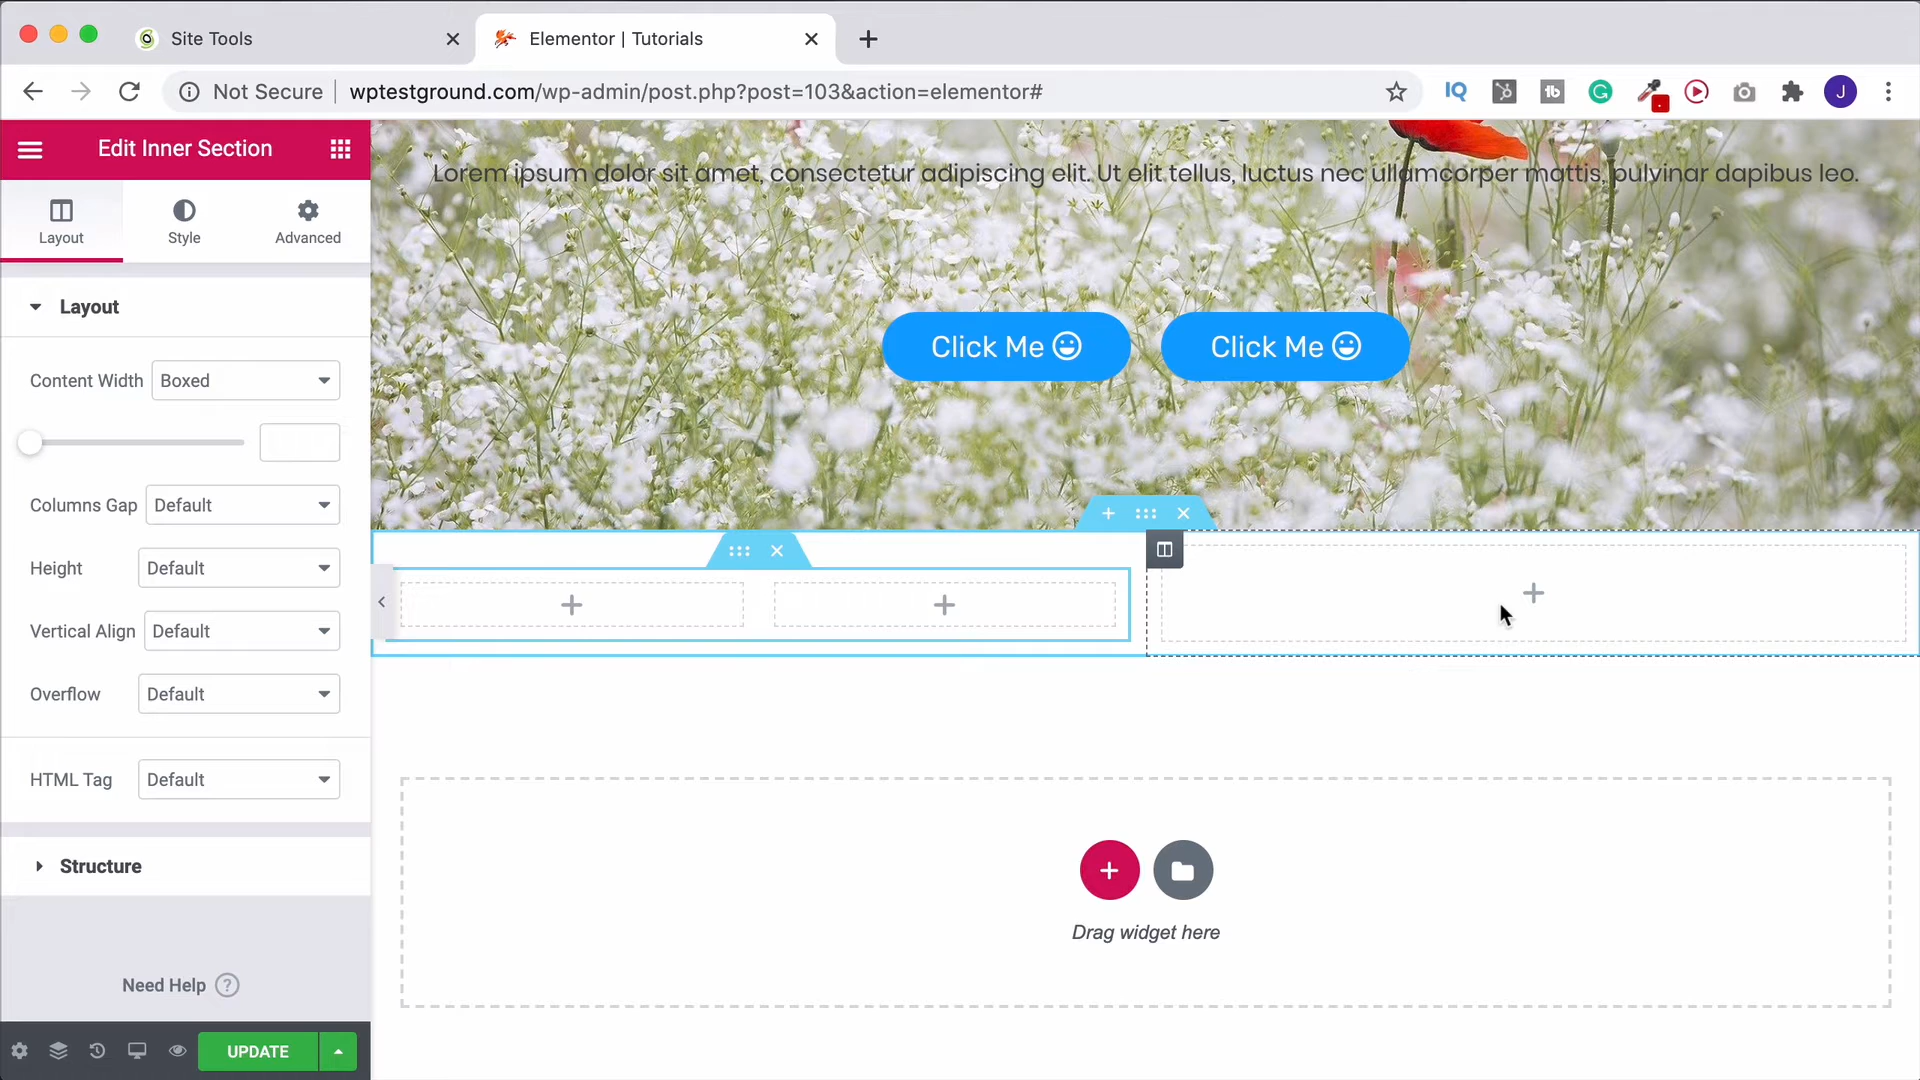 Site Tools
Elementor | Tutorials
Not Secure
wptestground.com/wp-admin/post.php?post=103&action=elementor#
IQ
tb
G
J
Edit Inner Section
Layout
Style
Advanced
Layout
Content Width
Boxed
Columns Gap
Default
Height
Default
Vertical Align
Default
Overflow
Default
HTML Tag
Default
Structure
Need Help ?
UPDATE
Lorem ipsum dolor sit amet, consectetur adipiscing elit. Ut elit tellus, luctus nec ullamcorper mattis, pulvinar dapibus leo.
Click Me
Click Me
Drag widget here